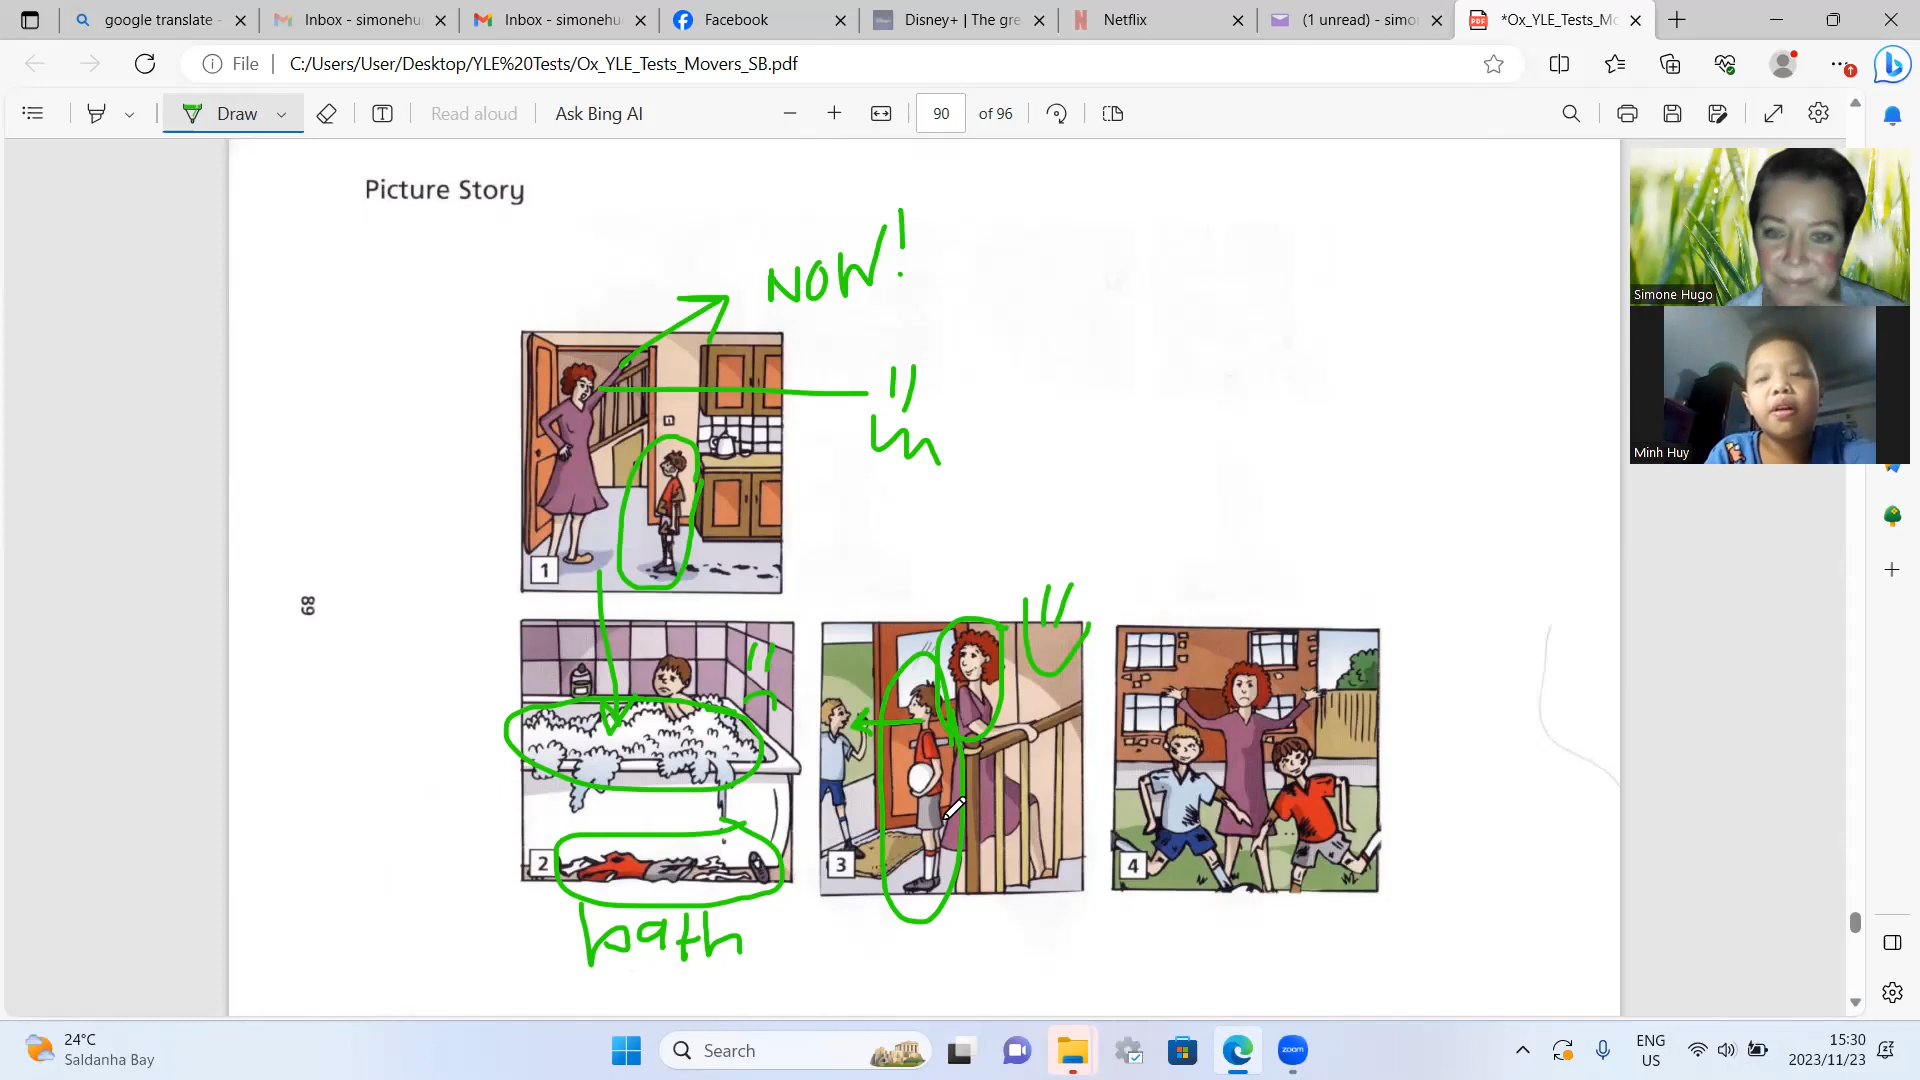 google translate -
Inbox - simonehu
Inbox - simonehu
Facebook
Disney+ | The gre
Netflix
(1 unread) - simo
*Ox_YLE_Tests_Mo
File
C:/Users/User/Desktop/YLE%20Tests/Ox_YLE_Tests_Movers_SB.pdf
Draw
Read aloud
Ask Bing AI
90
of 96
Picture Story
NOW!
Simone Hugo
Minh Huy
1
89
2
3
4
bath
24°C
Saldanha Bay
Search
zoom
ENG
US
15:30
2023/11/23